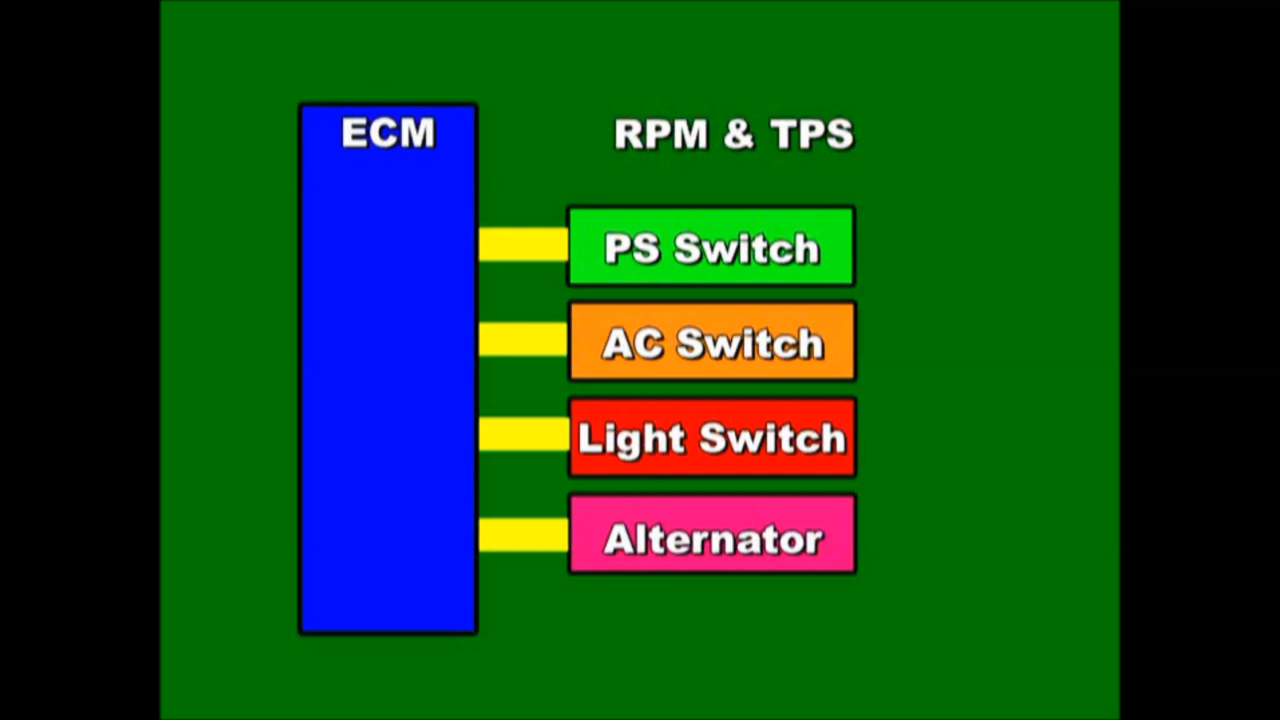 ECM
RPM & TPS
PS Switch
AC Switch
Light Switch
Alternator